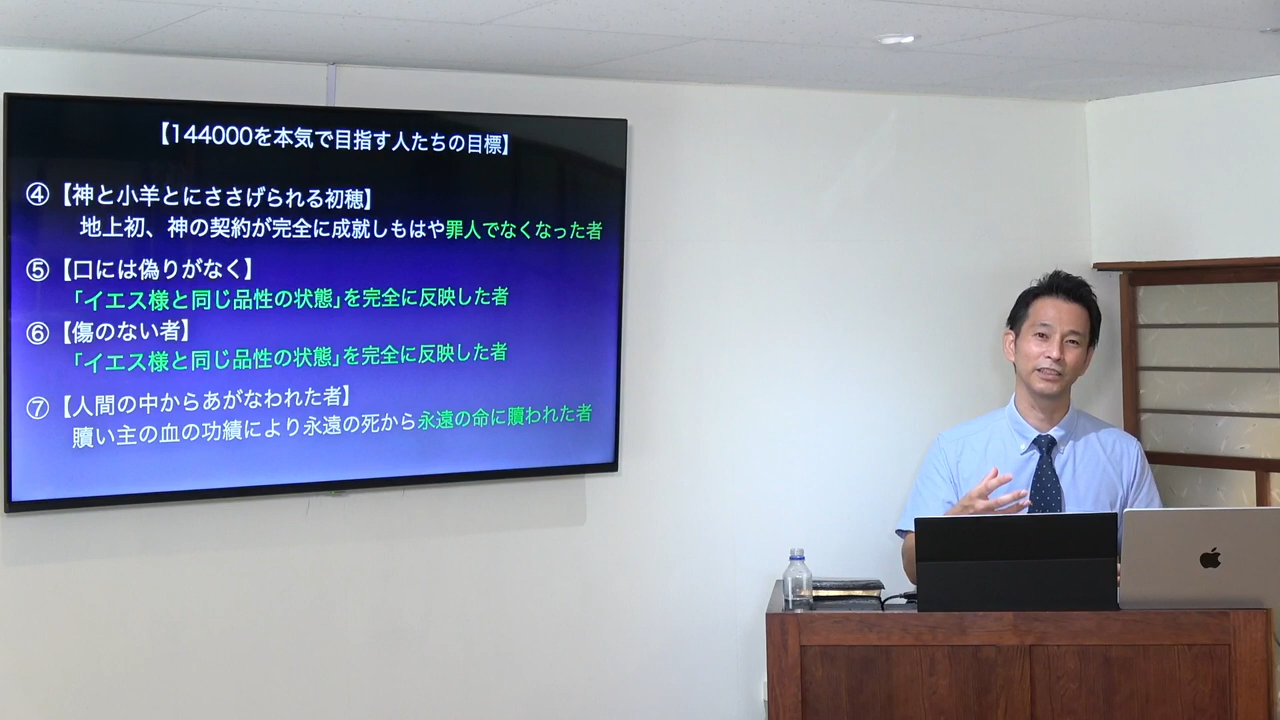 【144000を本気で目指す人たちの目標】
④【神と小羊とにささげられる初穂】
地上初、神の契約が完全に成就しもはや罪人でなくなった者
⑤【口には偽りがなく】
「イエス様と同じ品性の状態」を完全に反映した者
⑥【傷のない者】
「イエス様と同じ品性の状態」を完全に反映した者
⑦【人間の中からあがなわれた者】
贖い主の血の功績により永遠の死から永遠の命に贖われた者